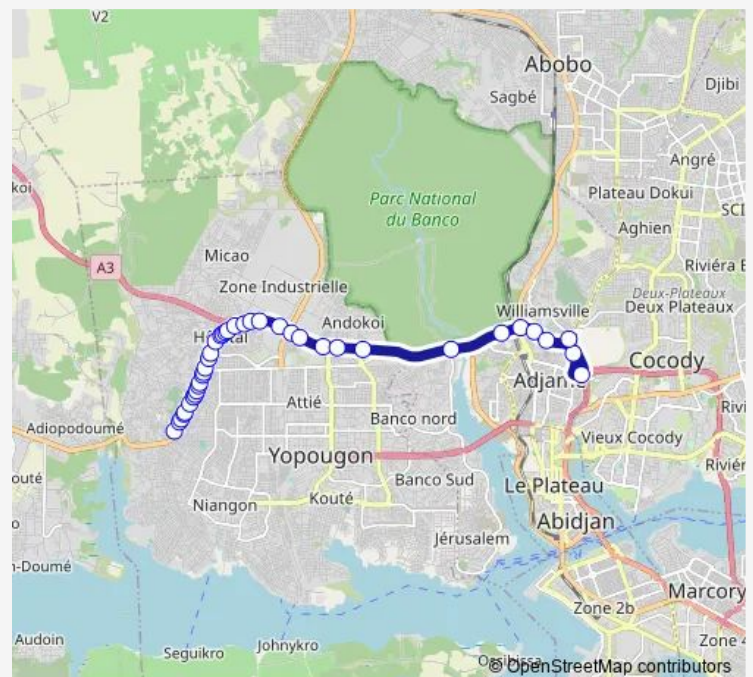 V2
Abobo
Sagbé
Djibi
Angré
koi
Parc National
du Banco
Plateau Dokui
SCI
Aghien
Micao
A3
Riviéra B
Zone Industrielle
Deux-Plateaux
Deux Plateaux
Williamsville
Andokoi
Cocody
Attié
Banco nord
Adiopodoumé
Vieux Cocody
Yopougon
Rivi
Riviér
outé
Banco Sud
Le Plateau
Niangon
Kouté
Abidjan
o
Jérusalem
n-Doumé
Marcory
Zone 2b
Audoin
Johnykro
Zone 4
Seguikro
© OpenStreetMap contributors